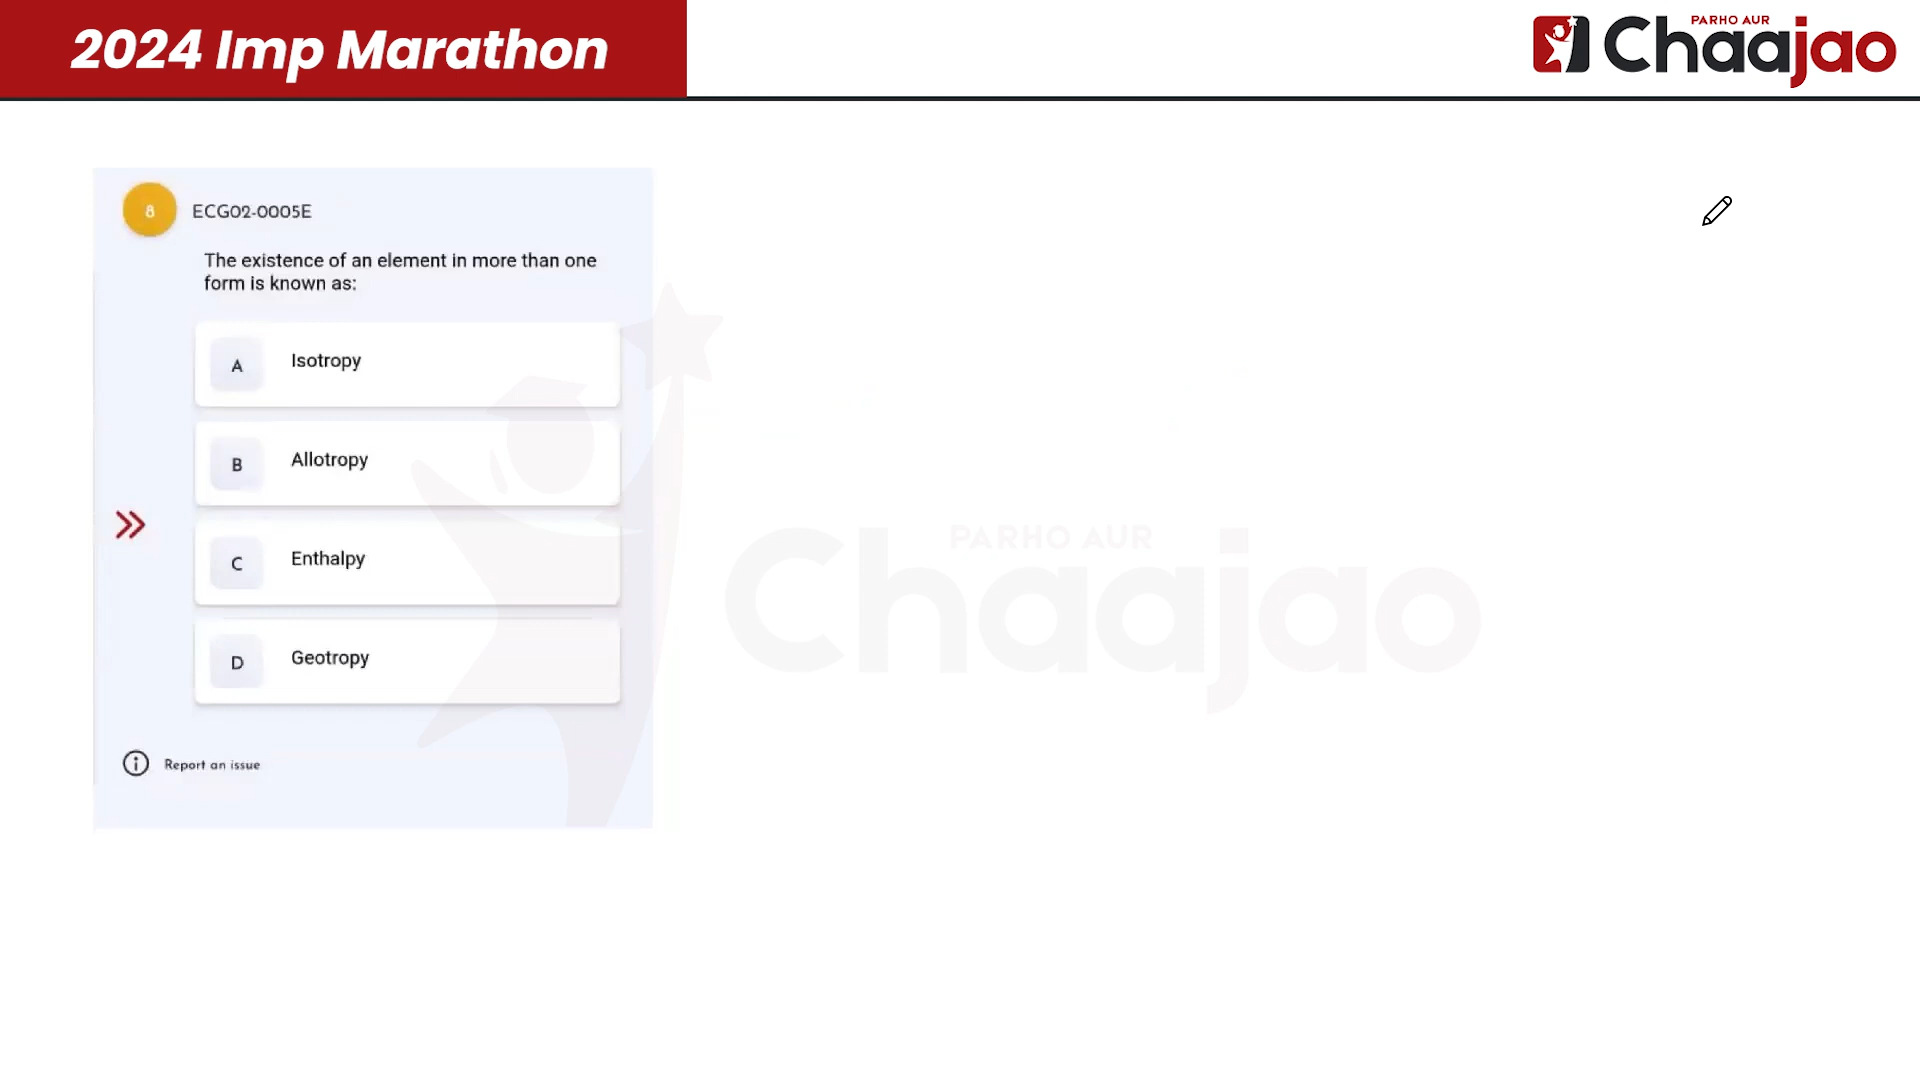 2024 Imp Marathon
PARHO AUR
Chaajao
8
ECG02-0005E
The existence of an element in more than one
form is known as:
A Isotropy
B Allotropy
C Enthalpy
D Geotropy
Report an issue
PARHO AUR
Chaajao